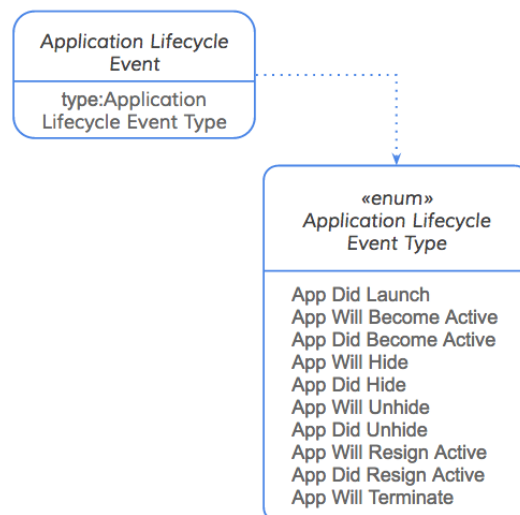 Application Lifecycle
Event
type:Application
Lifecycle Event Type
«enum»
Application Lifecycle
Event Type
App Did Launch
App Will Become Active
App Did Become Active
App Will Hide
App Did Hide
App Will Unhide
App Did Unhide
App Will Resign Active
App Did Resign Active
App Will Terminate